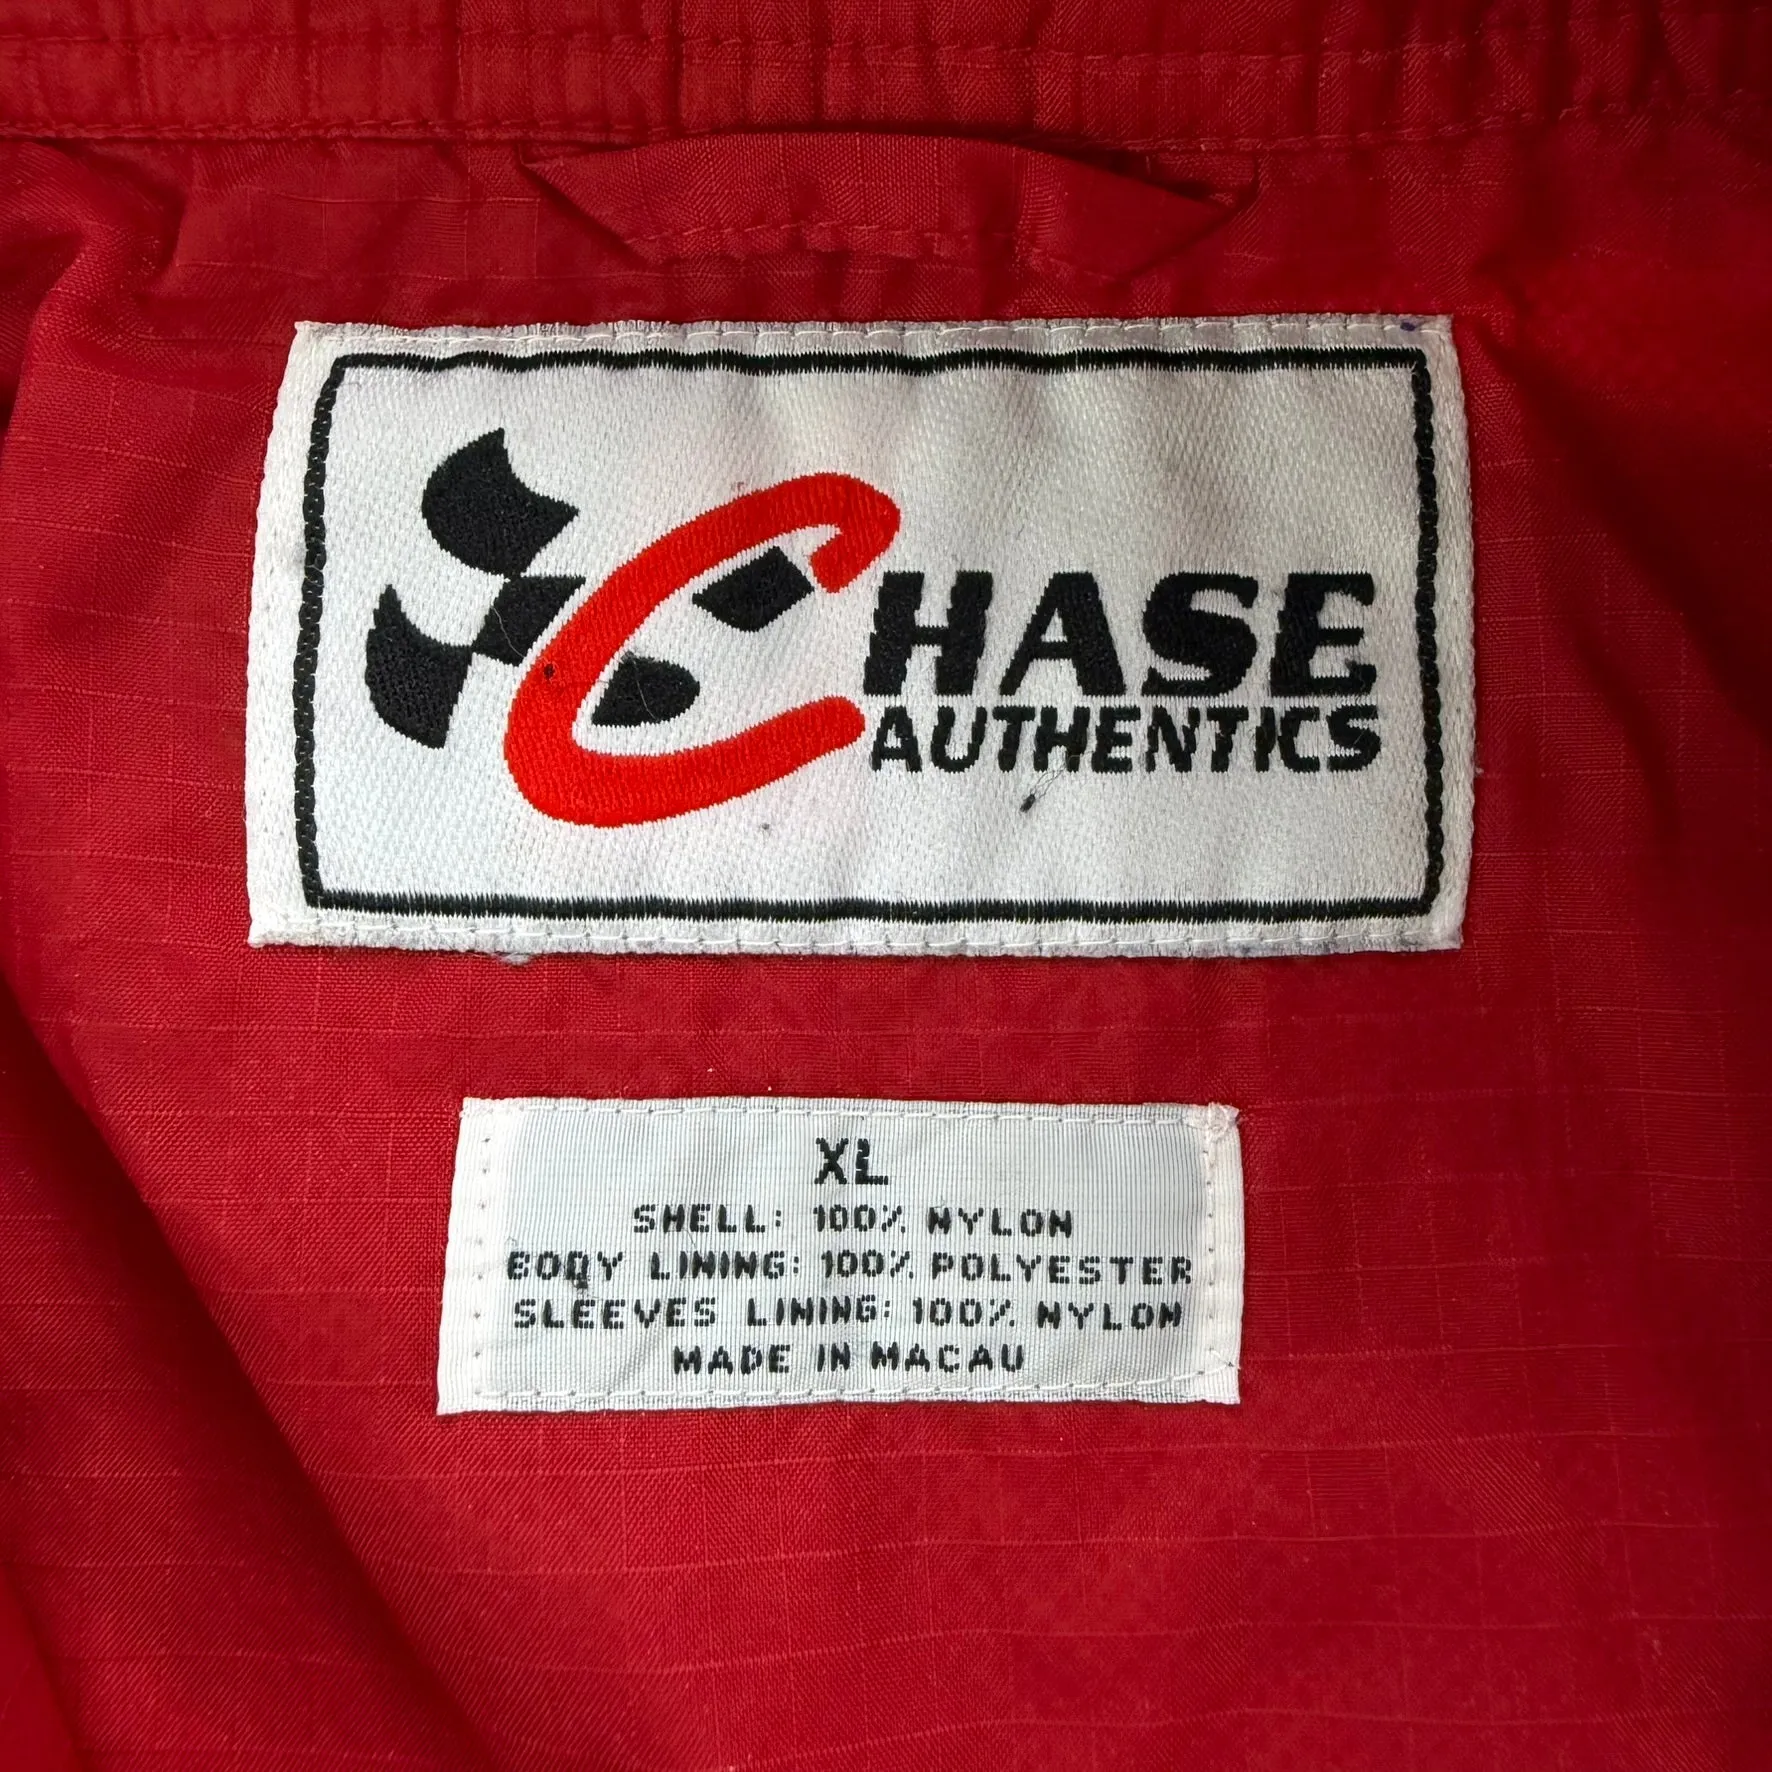 CHASE
AUTHENTICS
XL
SHELL: 100% NYLON
BODY LINING: 100% POLYESTER
SLEEVES LINING: 100% NYLON
MADE IN MACAU